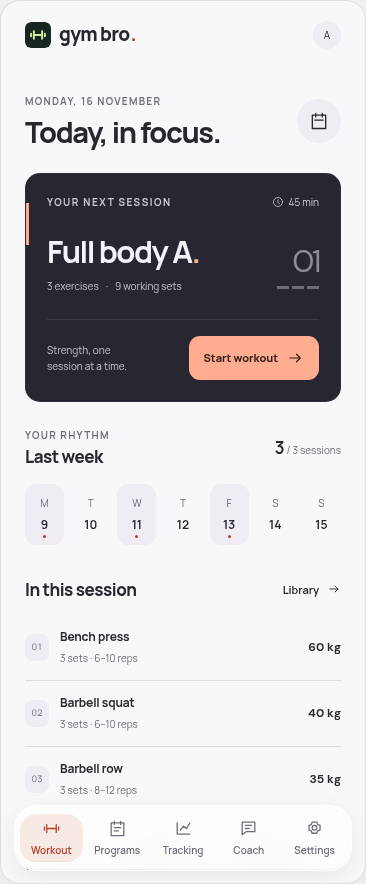 gym bro.
A
MONDAY, 16 NOVEMBER
Today, in focus.
YOUR NEXT SESSION
45 min
Full body A.
01
3 exercises · 9 working sets
Strength, one
session at a time.
Start workout
YOUR RHYTHM
Last week
3 / 3 sessions
M T W T F S S
9 10 11 12 13 14 15
In this session
Library
01
Bench press
3 sets · 6–10 reps
60 kg
02
Barbell squat
3 sets · 6–10 reps
40 kg
03
Barbell row
3 sets · 8–12 reps
35 kg
Workout
Programs
Tracking
Coach
Settings